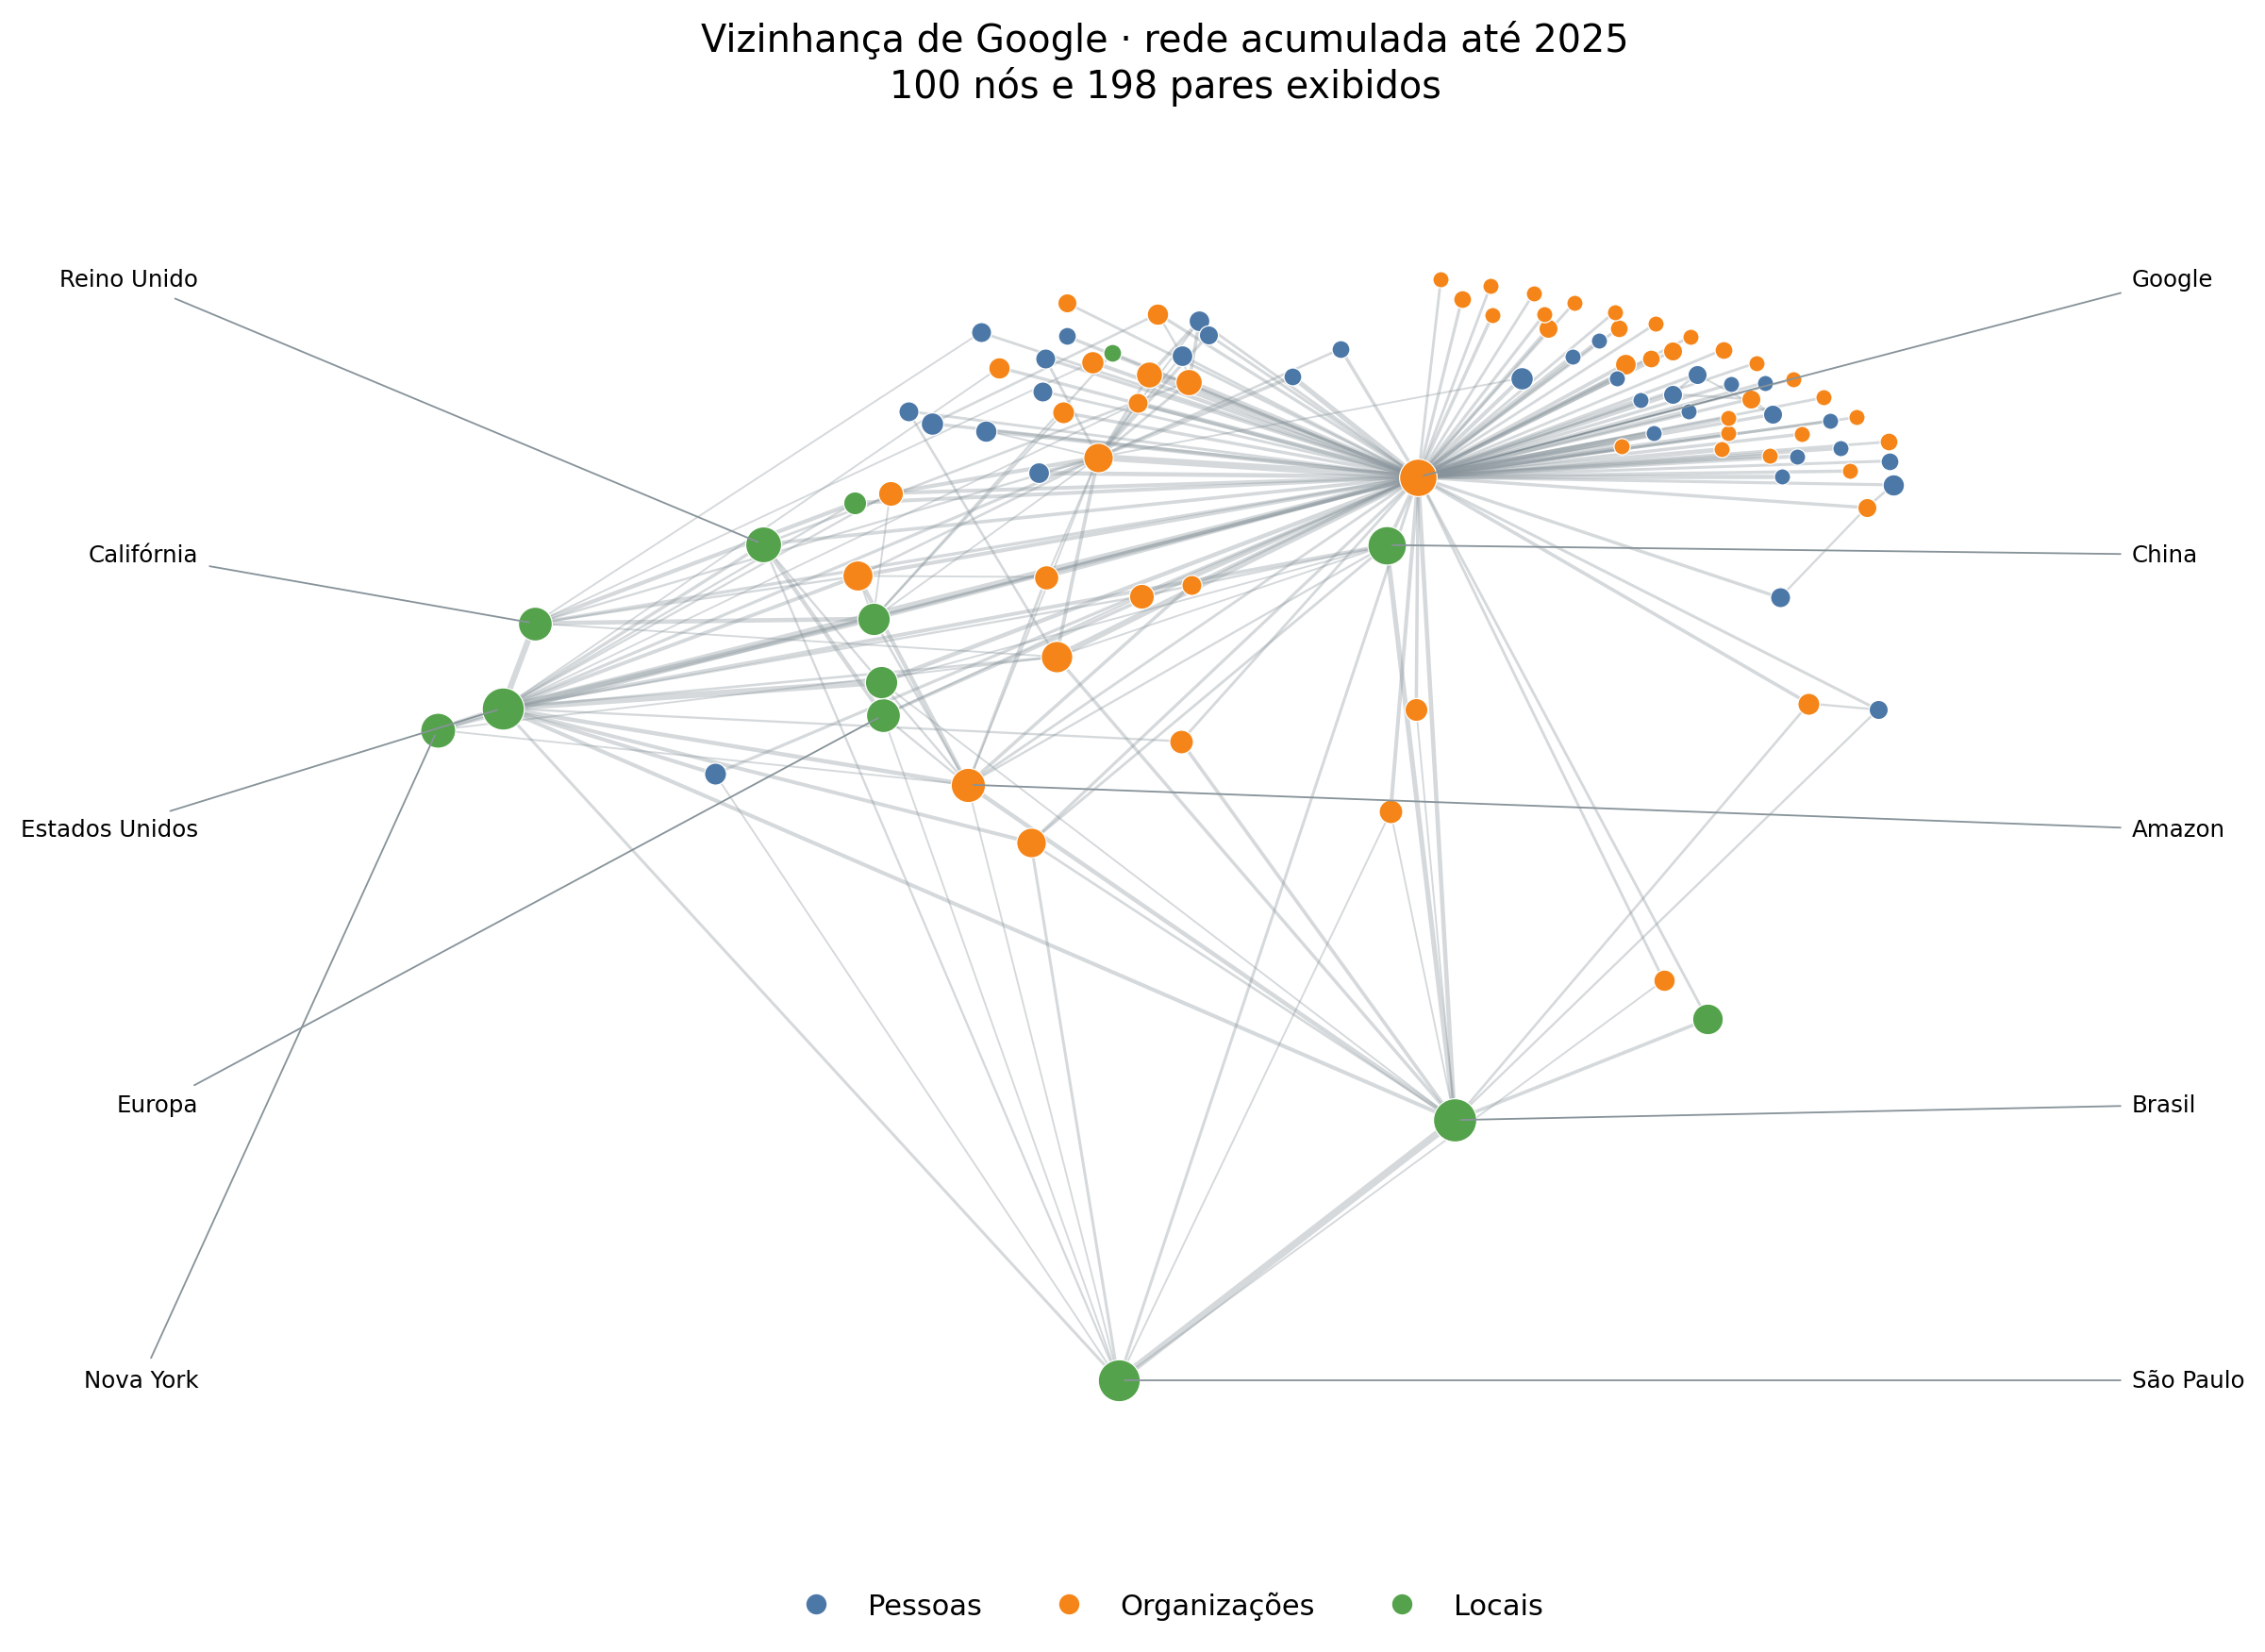 Vizinhança de Google · rede acumulada até 2025
100 nós e 198 pares exibidos
Reino Unido
Google
Califórnia
China
Estados Unidos
Amazon
Europa
Brasil
Nova York
São Paulo
Pessoas
Organizações
Locais